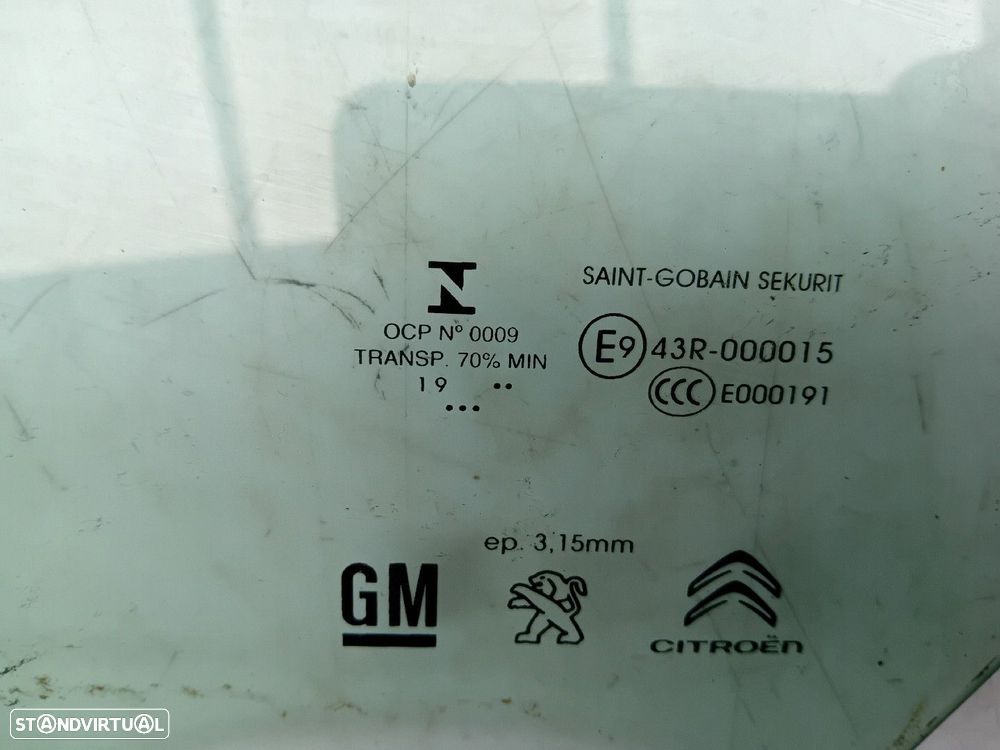 OCP Nº 0009
TRANSP. 70% MIN
19 ..
...
SAINT-GOBAIN SEKURIT
E9 43R-000015
CCC E000191
ep. 3,15mm
GM
CITROËN
STANDVIRTUAL